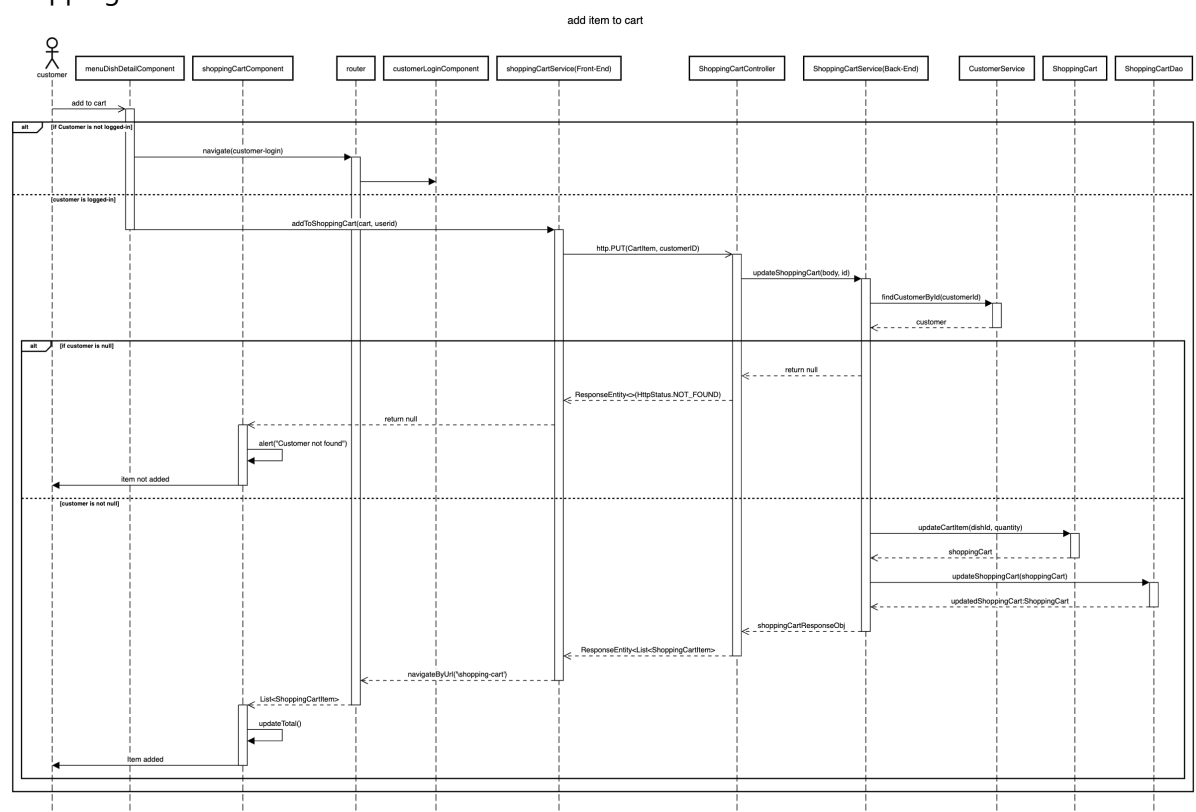 add item to cart
customer
menuDishDetailComponent
shoppingCartComponent
router
customerLoginComponent
shoppingCartService(Front-End)
ShoppingCartController
ShoppingCartService(Back-End)
CustomerService
ShoppingCart
ShoppingCartDao
add to cart
alt
[if Customer is not logged-in]
navigate(customer-login)
[customer is logged-in]
addToShoppingCart(cart, userid)
http.PUT(CartItem, customerID)
updateShoppingCart(body, id)
findCustomerById(customerId)
customer
alt
[if customer is null]
return null
ResponseEntity<>(HttpStatus.NOT_FOUND)
return null
alert("Customer not found")
item not added
[customer is not null]
updateCartItem(dishId, quantity)
shoppingCart
updateShoppingCart(shoppingCart)
updatedShoppingCart:ShoppingCart
shoppingCartResponseObj
ResponseEntity<List<ShoppingCartItem>
navigateByUrl('\shopping-cart')
List<ShoppingCartItem>
updateTotal()
Item added